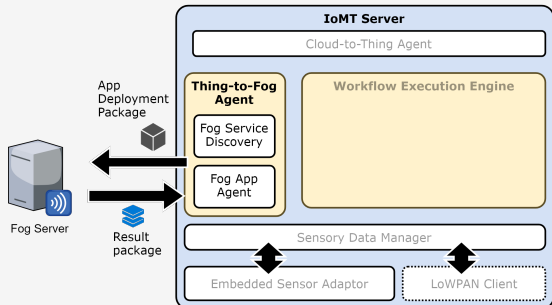 IoMT Server
Cloud-to-Thing Agent
App
Deployment
Package
Thing-to-Fog
Agent
Fog Service
Discovery
Fog App
Agent
Workflow Execution Engine
Fog Server
Result
package
Sensory Data Manager
Embedded Sensor Adaptor
LoWPAN Client